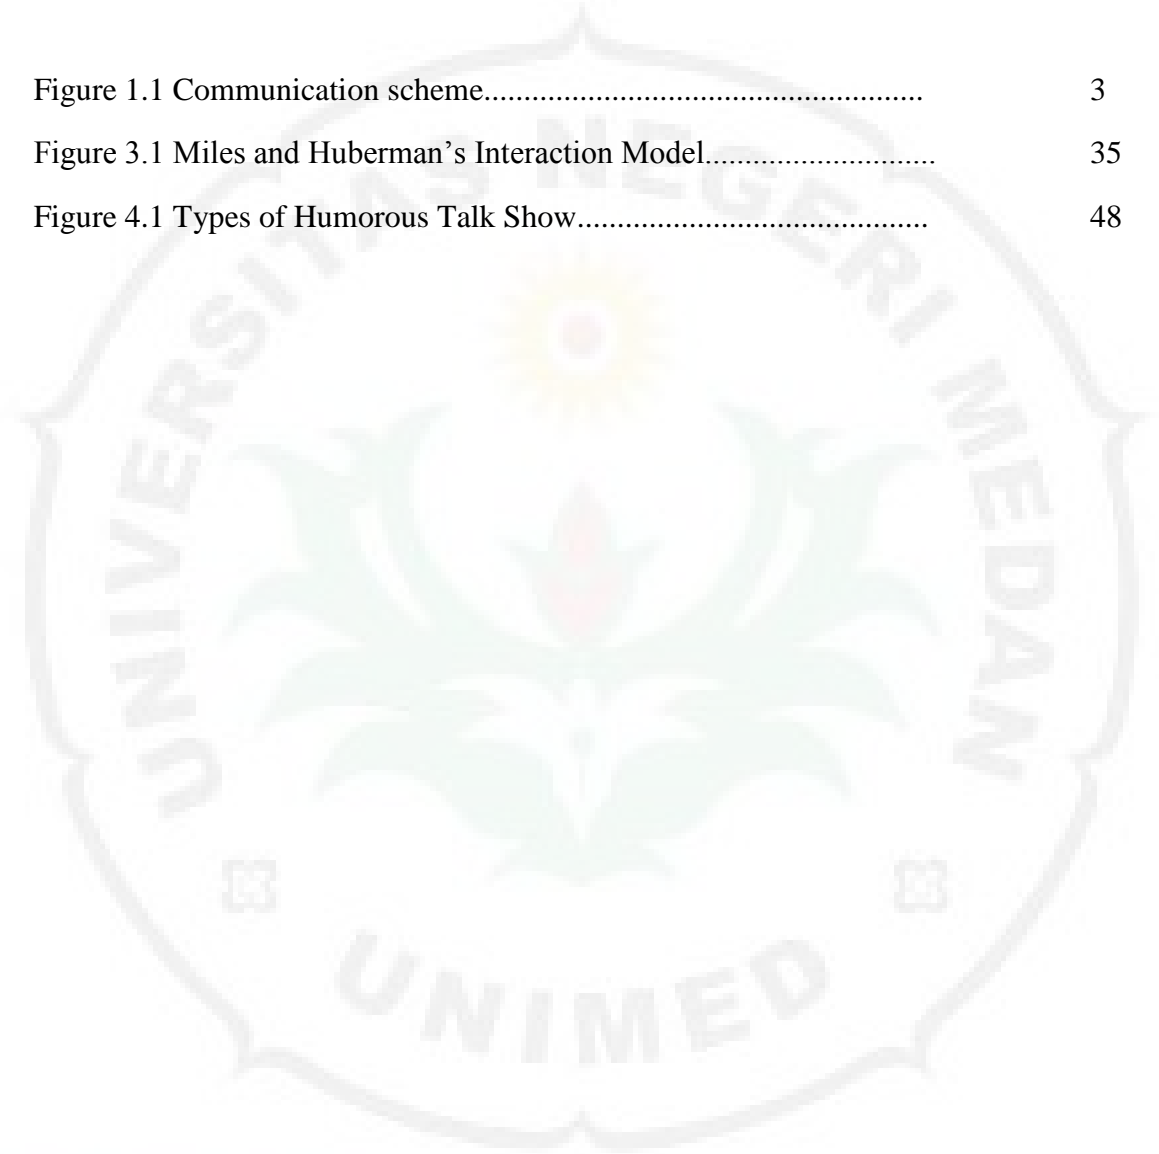 Figure 1.1 Communication scheme....................................................... 3
Figure 3.1 Miles and Huberman’s Interaction Model............................. 35
Figure 4.1 Types of Humorous Talk Show............................................ 48
UNIVERSITAS NEGERI MEDAN
UNIMED